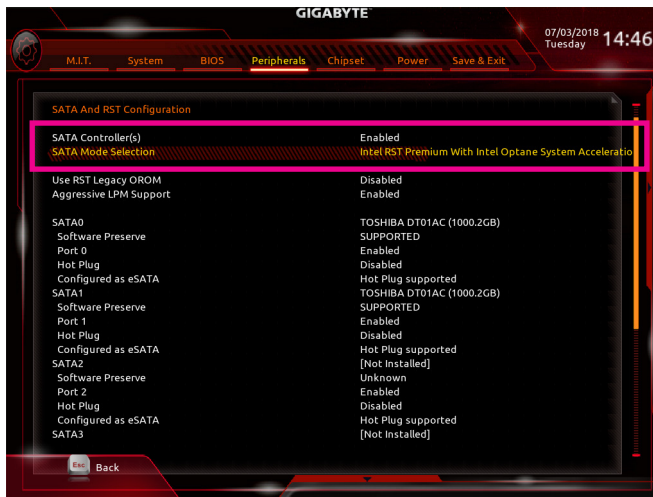 GIGABYTE
07/03/2018 14:46
Tuesday
M.I.T. System BIOS Peripherals Chipset Power Save & Exit
SATA And RST Configuration
SATA Controller(s) Enabled
SATA Mode Selection Intel RST Premium With Intel Optane System Acceleratio
Use RST Legacy OROM Disabled
Aggressive LPM Support Enabled
SATA0 TOSHIBA DT01AC (1000.2GB)
Software Preserve SUPPORTED
Port 0 Enabled
Hot Plug Disabled
Configured as eSATA Hot Plug supported
SATA1 TOSHIBA DT01AC (1000.2GB)
Software Preserve SUPPORTED
Port 1 Enabled
Hot Plug Disabled
Configured as eSATA Hot Plug supported
SATA2 [Not Installed]
Software Preserve Unknown
Port 2 Enabled
Hot Plug Disabled
Configured as eSATA Hot Plug supported
SATA3 [Not Installed]
Esc Back